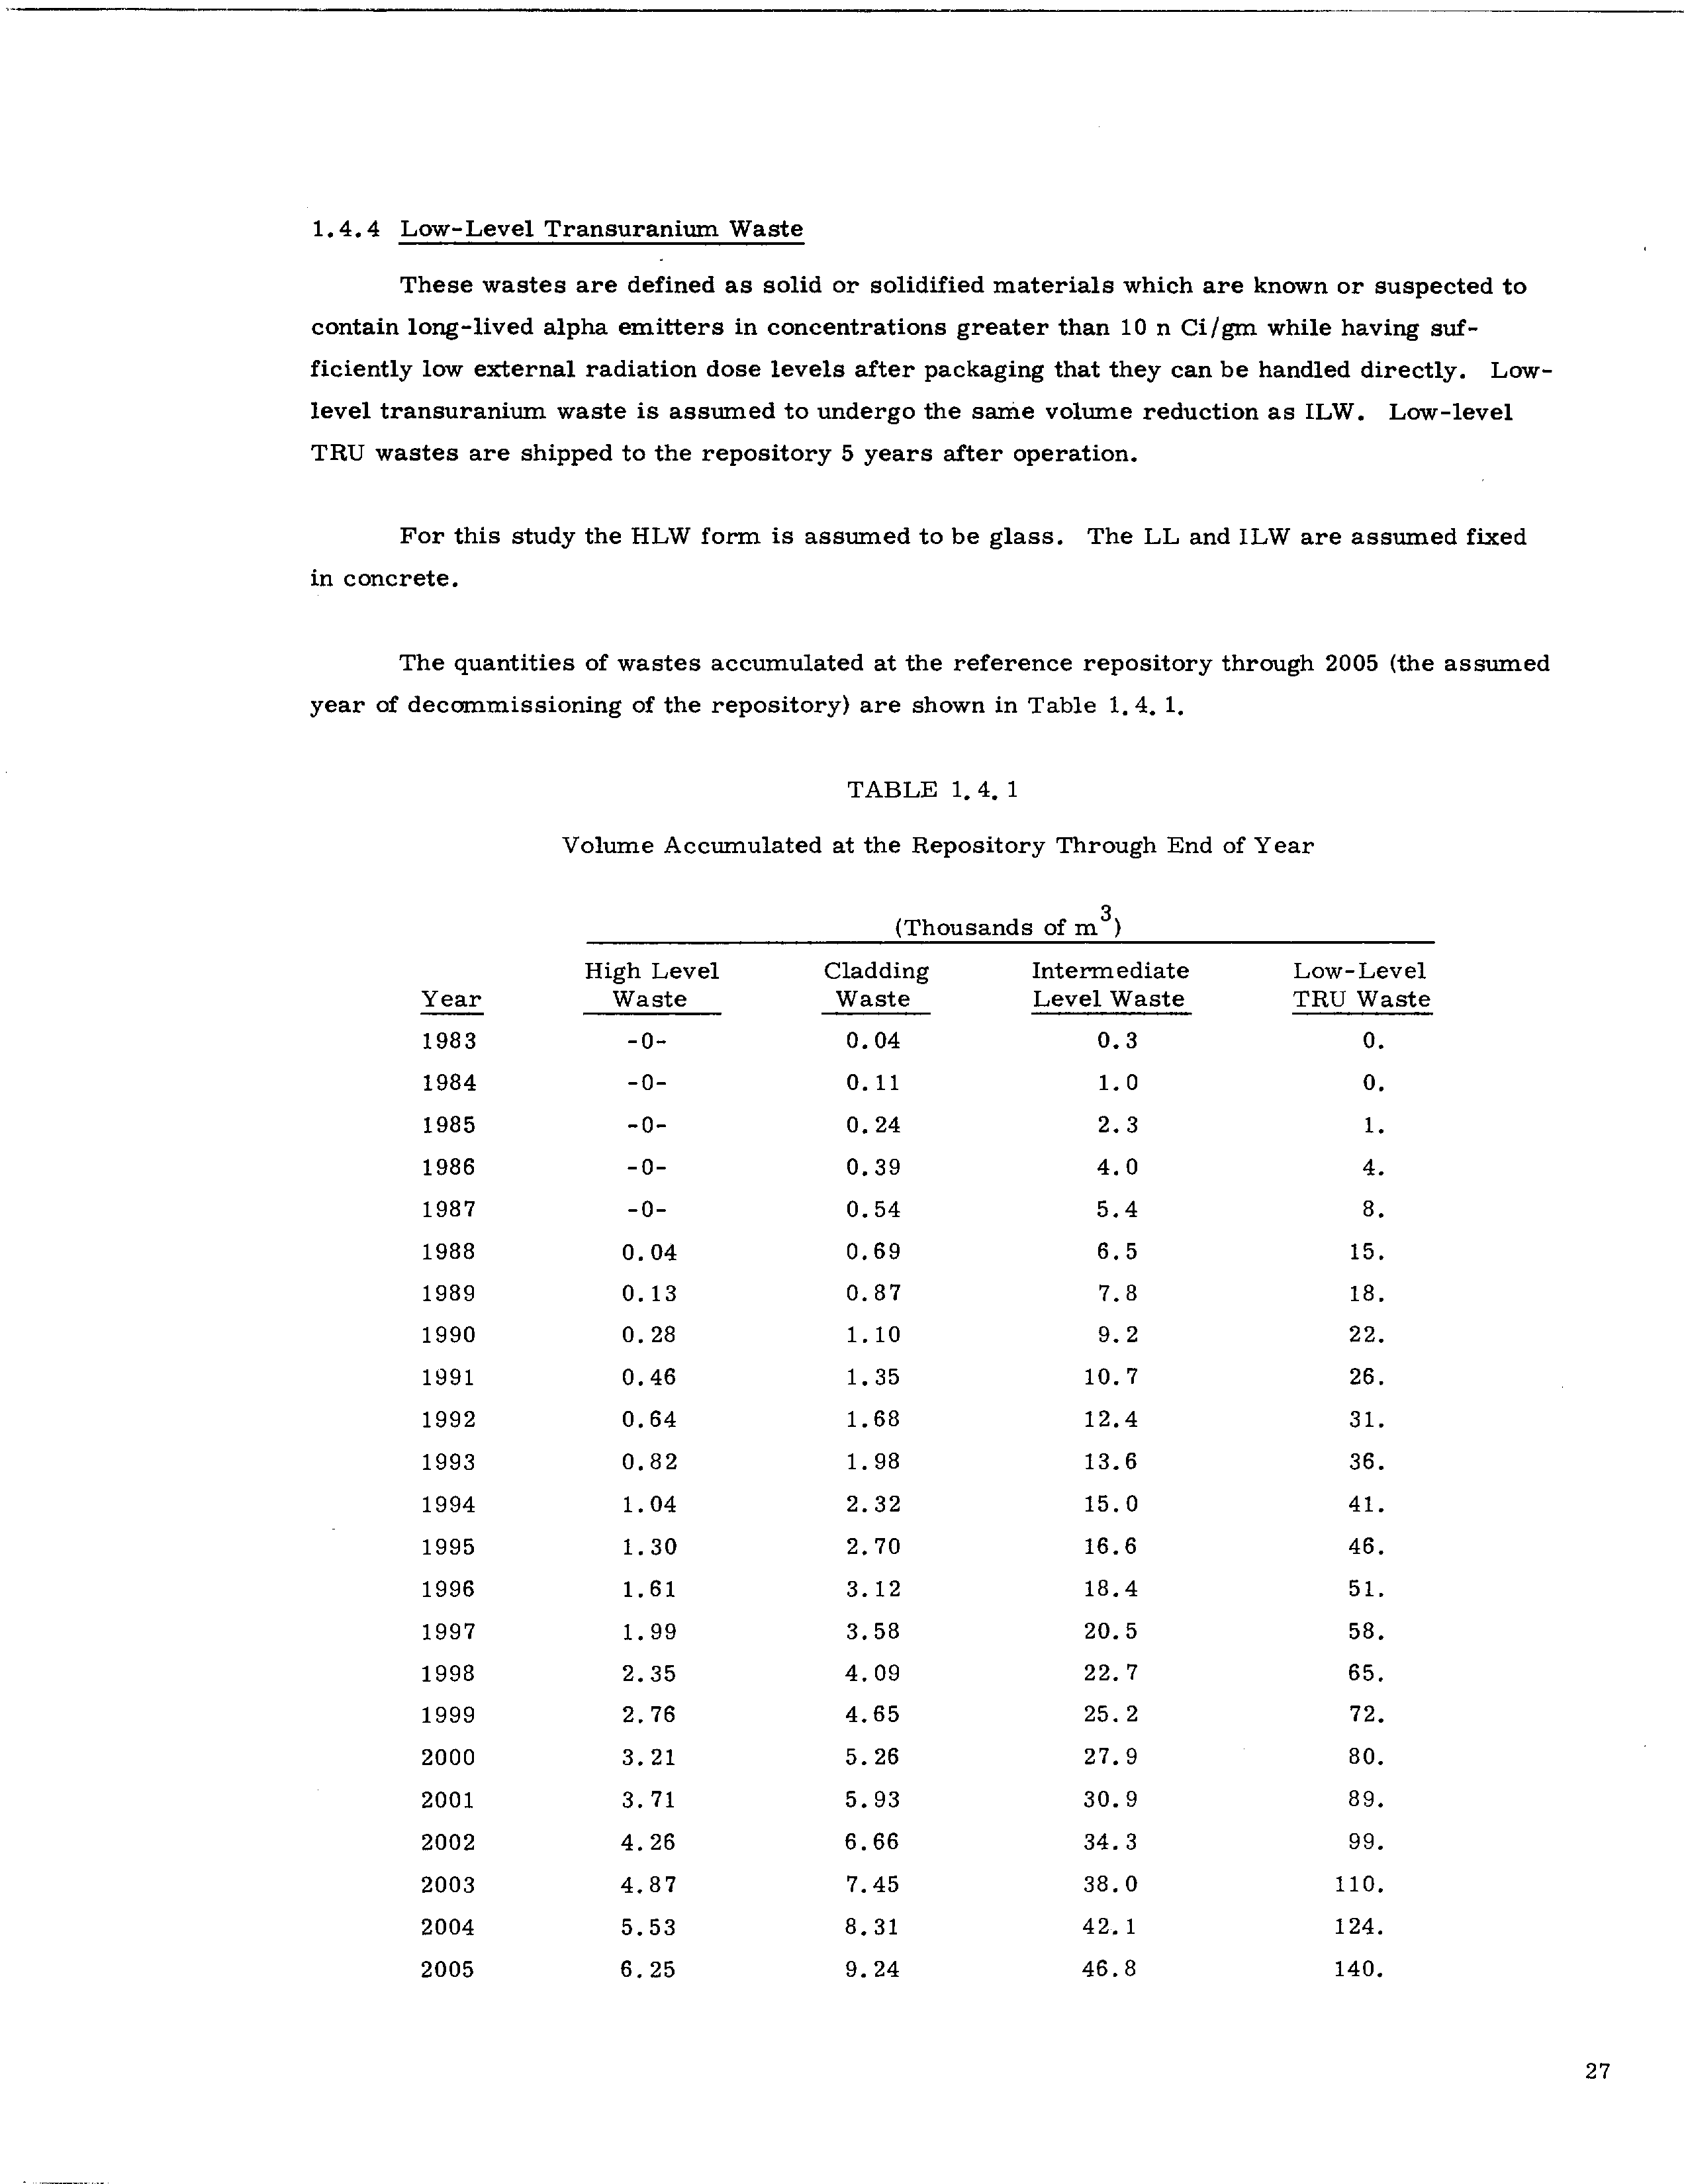 1.4.4 Low-Level Transuranium Waste
These wastes are defined as solid or solidified materials which are known or suspected to
contain long-lived alpha emitters in concentrations greater than 10 n Ci/gm while having suf-
ficiently low external radiation dose levels after packaging that they can be handled directly. Low-
level transuranium waste is assumed to undergo the same volume reduction as ILW. Low-level
TRU wastes are shipped to the repository 5 years after operation.
For this study the HLW form is assumed to be glass. The LL and ILW are assumed fixed
in concrete.
The quantities of wastes accumulated at the reference repository through 2005 (the assumed
year of decommissioning of the repository) are shown in Table 1.4.1.
TABLE 1.4.1
Volume Accumulated at the Repository Through End of Year
(Thousands of m³)
High Level Cladding Intermediate Low-Level
Year Waste Waste Level Waste TRU Waste
1983 -0- 0.04 0.3 0.
1984 -0- 0.11 1.0 0.
1985 -0- 0.24 2.3 1.
1986 -0- 0.39 4.0 4.
1987 -0- 0.54 5.4 8.
1988 0.04 0.69 6.5 15.
1989 0.13 0.87 7.8 18.
1990 0.28 1.10 9.2 22.
1991 0.46 1.35 10.7 26.
1992 0.64 1.68 12.4 31.
1993 0.82 1.98 13.6 36.
1994 1.04 2.32 15.0 41.
1995 1.30 2.70 16.6 46.
1996 1.61 3.12 18.4 51.
1997 1.99 3.58 20.5 58.
1998 2.35 4.09 22.7 65.
1999 2.76 4.65 25.2 72.
2000 3.21 5.26 27.9 80.
2001 3.71 5.93 30.9 89.
2002 4.26 6.66 34.3 99.
2003 4.87 7.45 38.0 110.
2004 5.53 8.31 42.1 124.
2005 6.25 9.24 46.8 140.
27